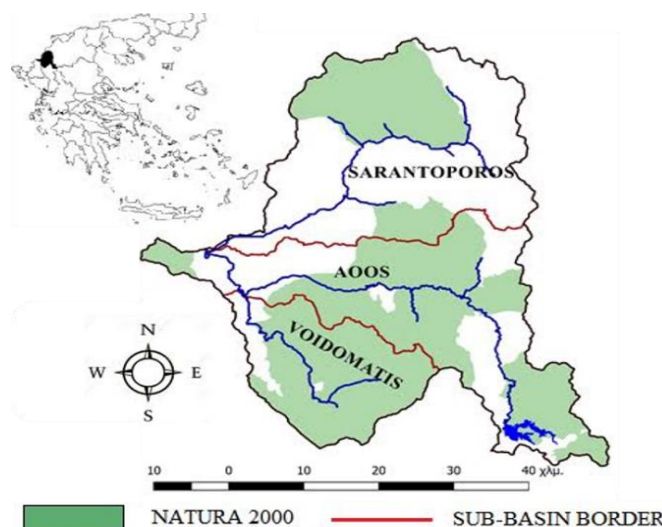 SARANTOPOROS
AOOS
VOIDOMATIS
N
W E
S
10 0 10 20 30 40 χλμ.
NATURA 2000 SUB-BASIN BORDER